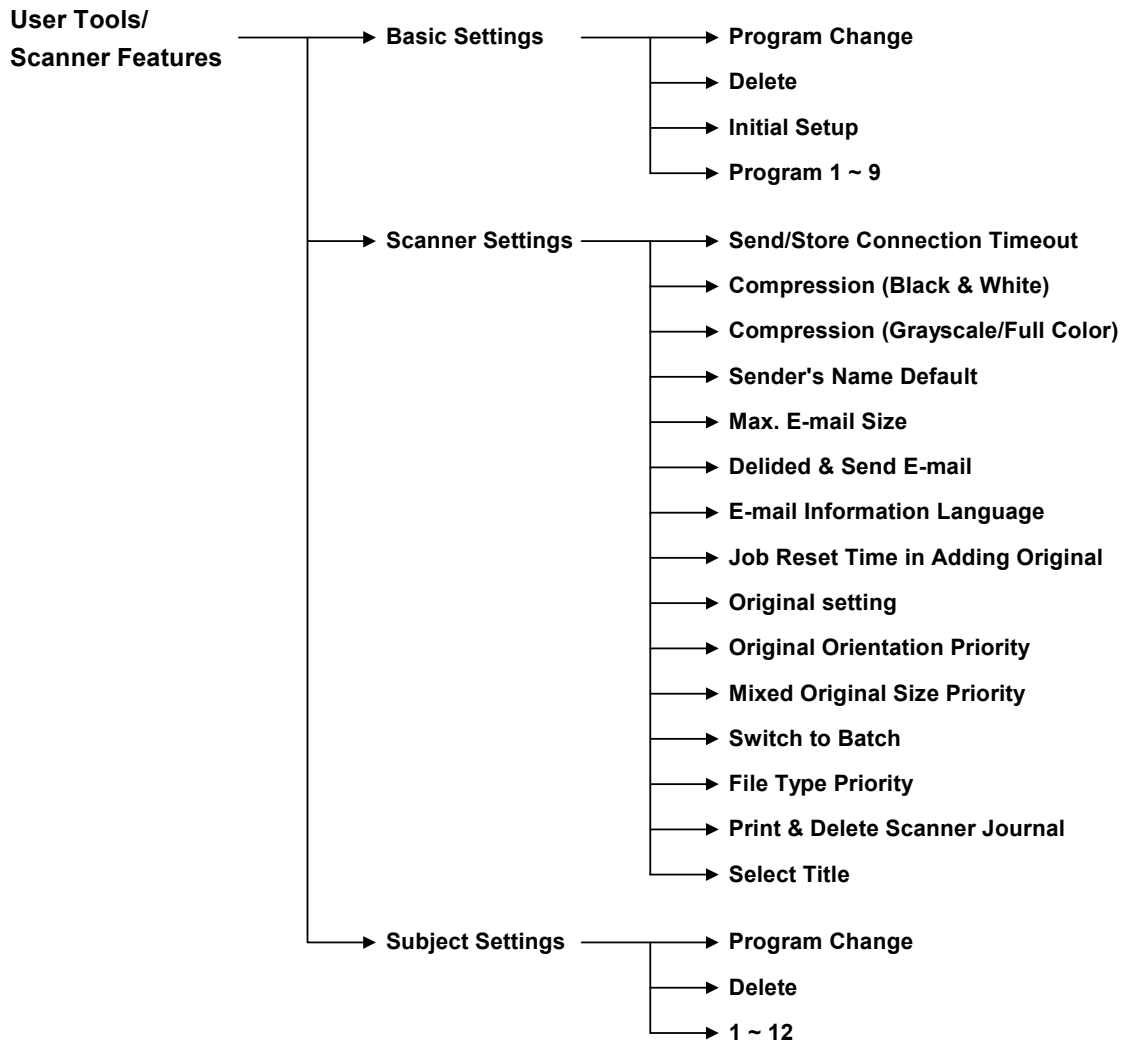 User Tools/
Scanner Features
Basic Settings
Program Change
Delete
Initial Setup
Program 1 ~ 9
Scanner Settings
Send/Store Connection Timeout
Compression (Black & White)
Compression (Grayscale/Full Color)
Sender's Name Default
Max. E-mail Size
Delided & Send E-mail
E-mail Information Language
Job Reset Time in Adding Original
Original setting
Original Orientation Priority
Mixed Original Size Priority
Switch to Batch
File Type Priority
Print & Delete Scanner Journal
Select Title
Subject Settings
Program Change
Delete
1 ~ 12